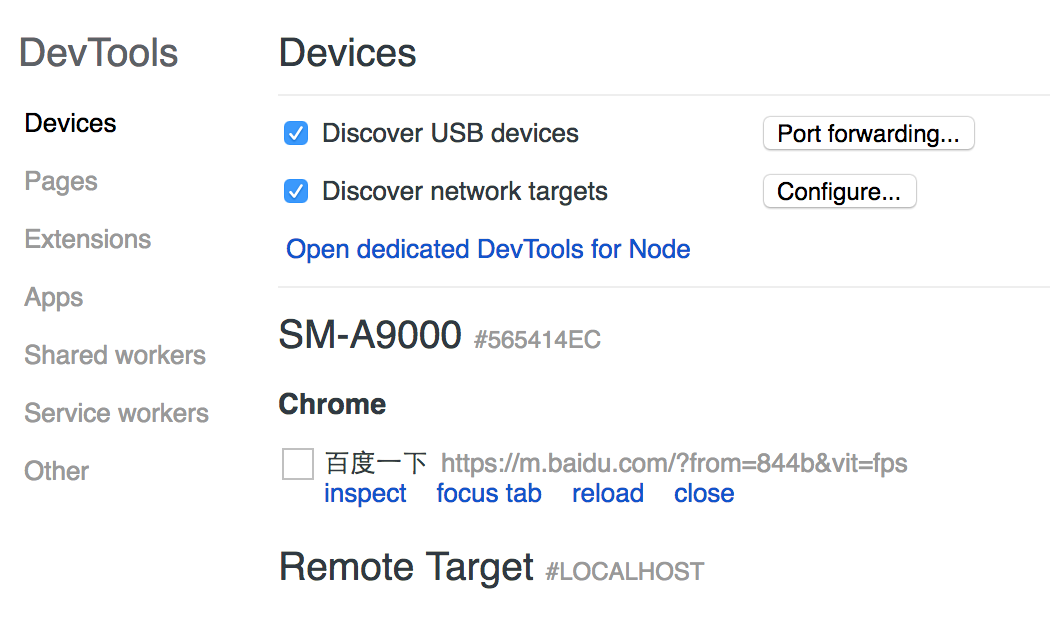 DevTools
Devices
Pages
Extensions
Apps
Shared workers
Service workers
Other
Devices
Discover USB devices Port forwarding...
Discover network targets Configure...
Open dedicated DevTools for Node
SM-A9000 #565414EC
Chrome
百度一下 https://m.baidu.com/?from=844b&vit=fps
inspect focus tab reload close
Remote Target #LOCALHOST